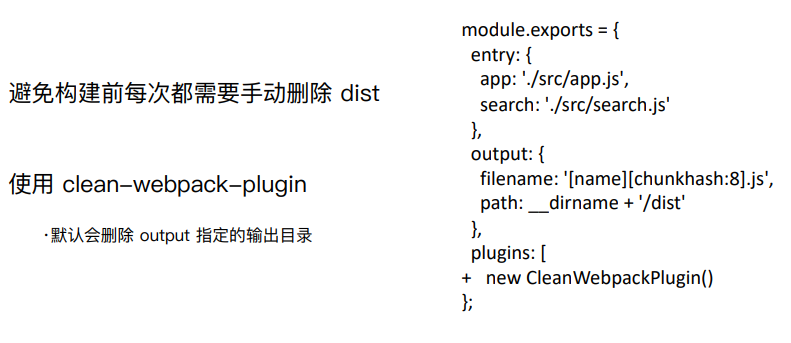 避免构建前每次都需要手动删除 dist
使用 clean-webpack-plugin
·默认会删除 output 指定的输出目录
module.exports = {
entry: {
app: './src/app.js',
search: './src/search.js'
},
output: {
filename: '[name][chunkhash:8].js',
path: __dirname + '/dist'
},
plugins: [
+ new CleanWebpackPlugin()
};